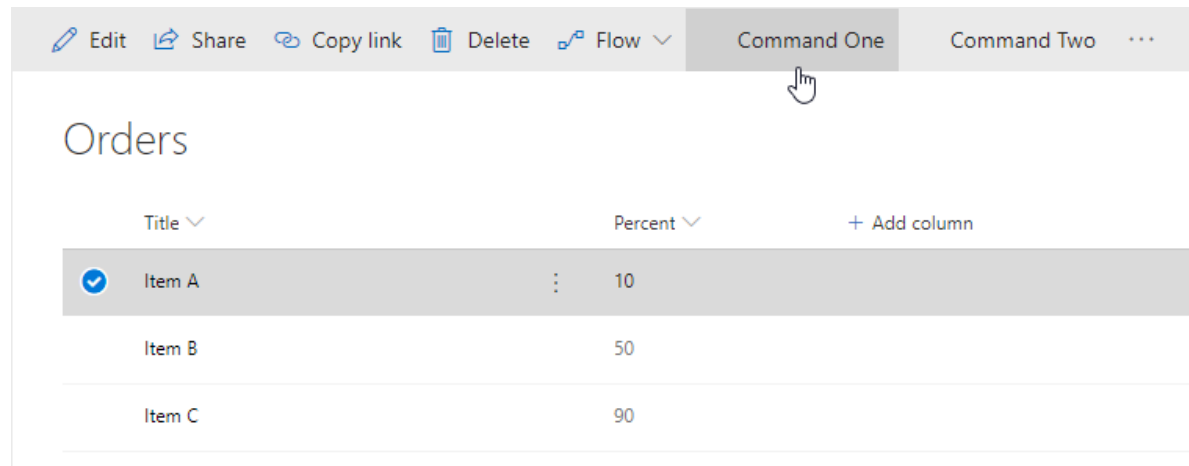 Edit Share Copy link Delete Flow Command One Command Two ...
Orders
Title Percent + Add column
Item A 10
Item B 50
Item C 90